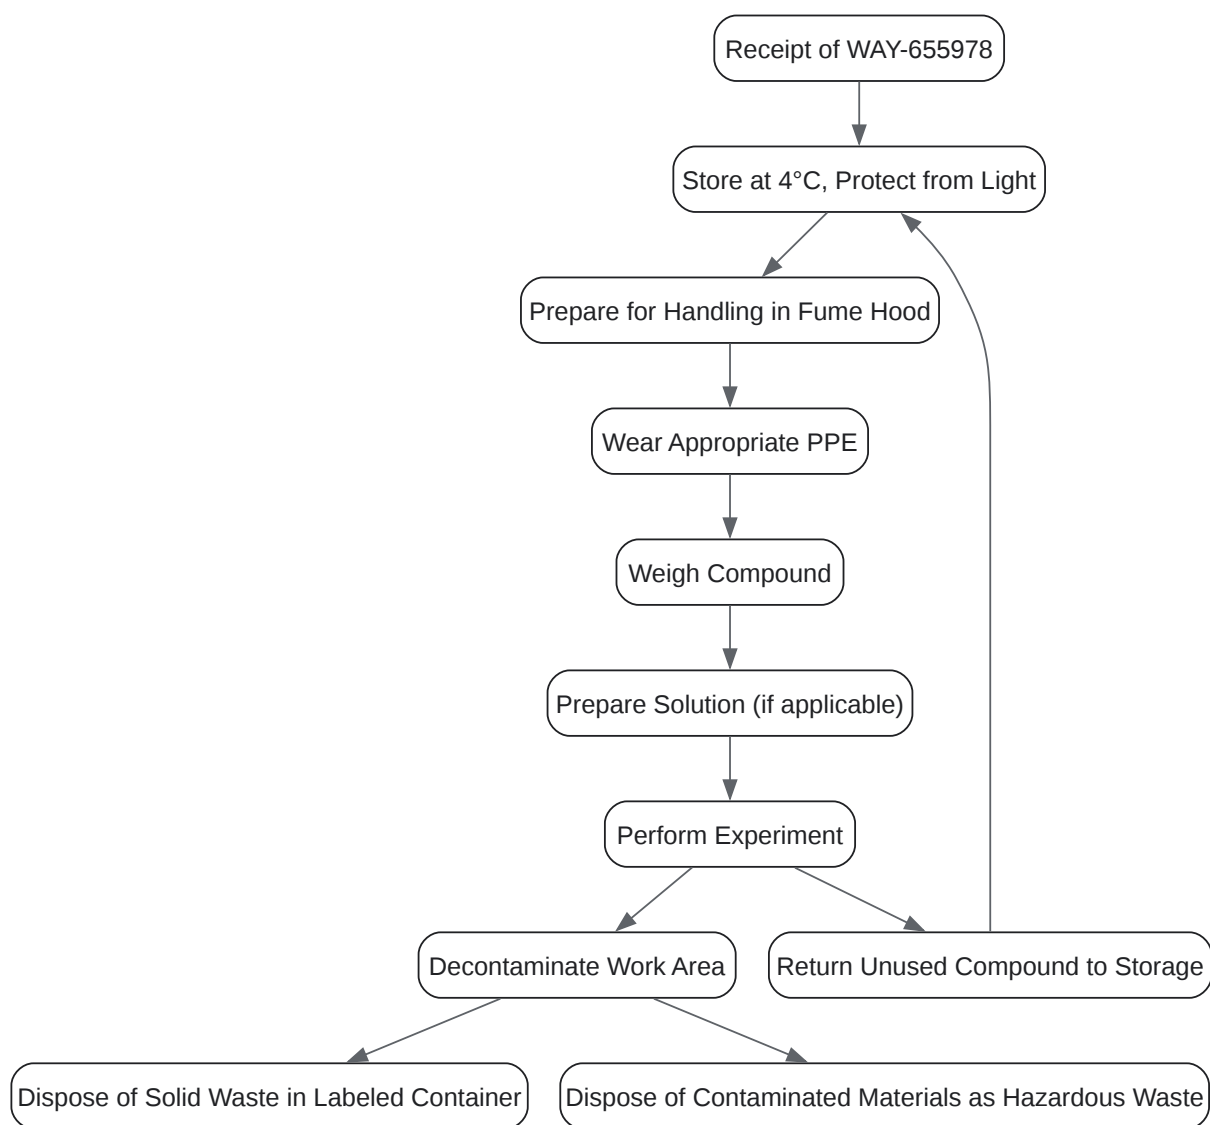 Receipt of WAY-655978
Store at 4°C, Protect from Light
Prepare for Handling in Fume Hood
Wear Appropriate PPE
Weigh Compound
Prepare Solution (if applicable)
Perform Experiment
Decontaminate Work Area
Return Unused Compound to Storage
Dispose of Solid Waste in Labeled Container
Dispose of Contaminated Materials as Hazardous Waste